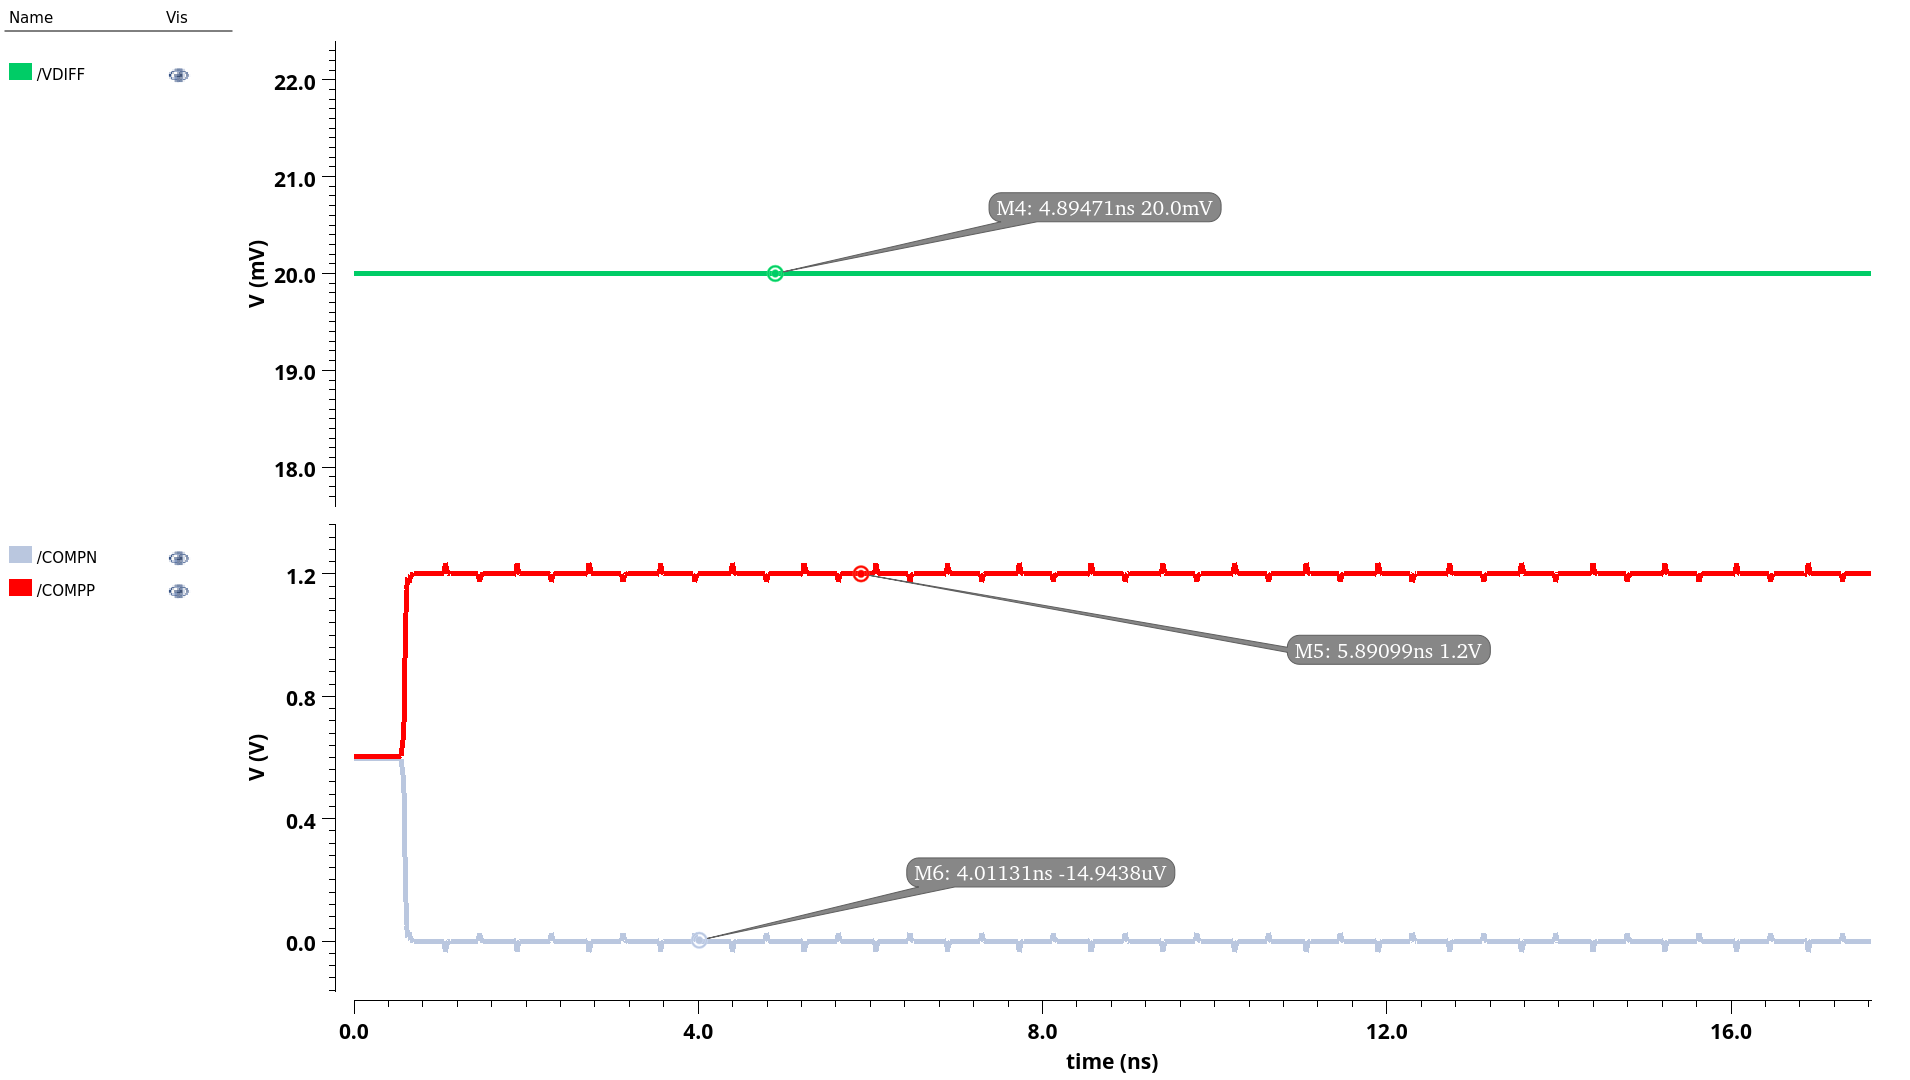 Name Vis
/VDIFF
22.0
21.0
M4: 4.89471ns 20.0mV
20.0
V (mV)
19.0
18.0
/COMPN
/COMPP
1.2
M5: 5.89099ns 1.2V
0.8
V (V)
0.4
M6: 4.01131ns -14.9438uV
0.0
0.0 4.0 8.0 12.0 16.0
time (ns)